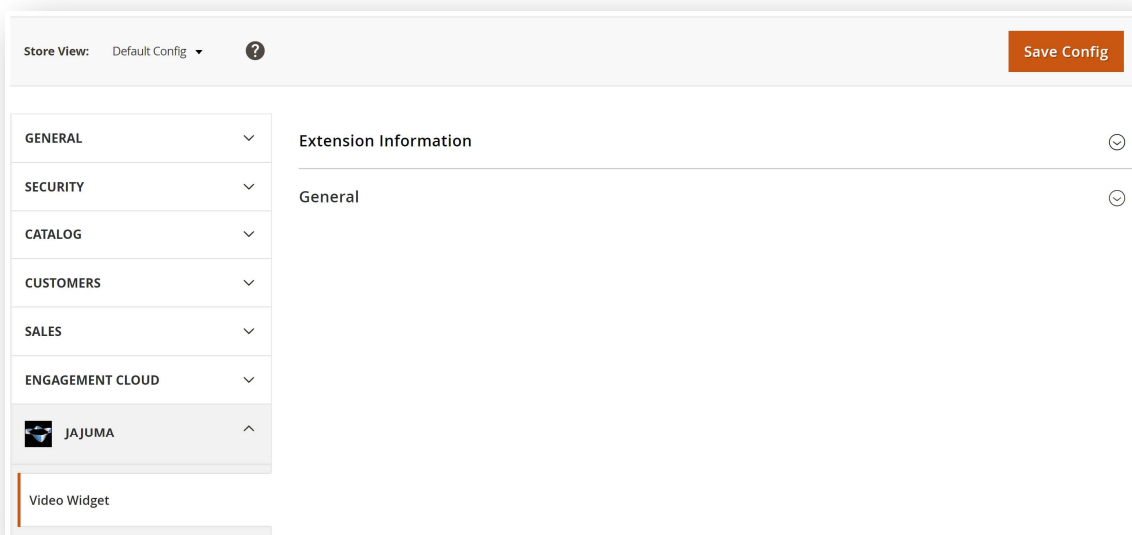 Store View: Default Config ?
Save Config
GENERAL
Extension Information
SECURITY
General
CATALOG
CUSTOMERS
SALES
ENGAGEMENT CLOUD
JAJUMA
Video Widget